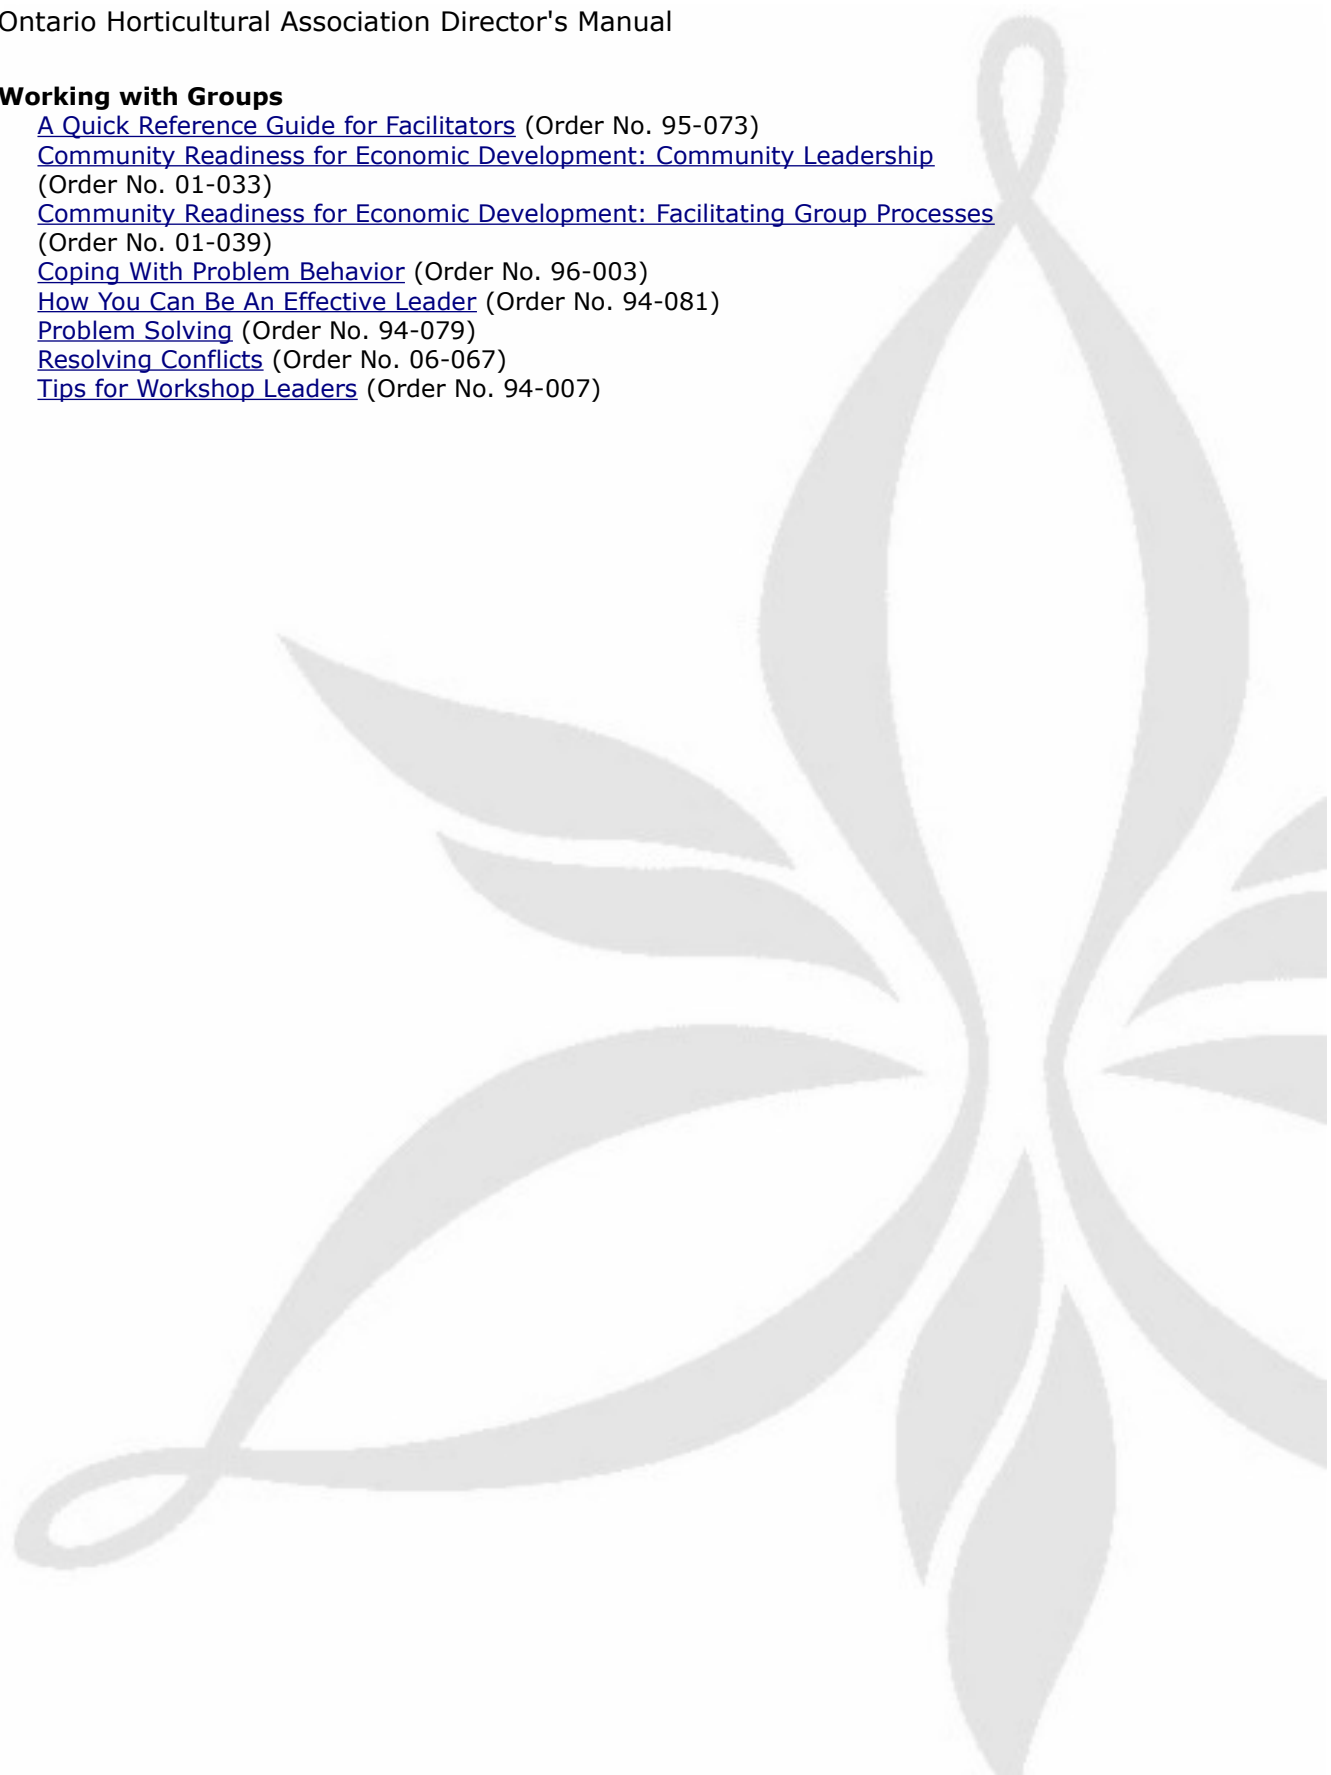 Ontario Horticultural Association Director's Manual
Working with Groups
A Quick Reference Guide for Facilitators (Order No. 95-073)
Community Readiness for Economic Development: Community Leadership
(Order No. 01-033)
Community Readiness for Economic Development: Facilitating Group Processes
(Order No. 01-039)
Coping With Problem Behavior (Order No. 96-003)
How You Can Be An Effective Leader (Order No. 94-081)
Problem Solving (Order No. 94-079)
Resolving Conflicts (Order No. 06-067)
Tips for Workshop Leaders (Order No. 94-007)